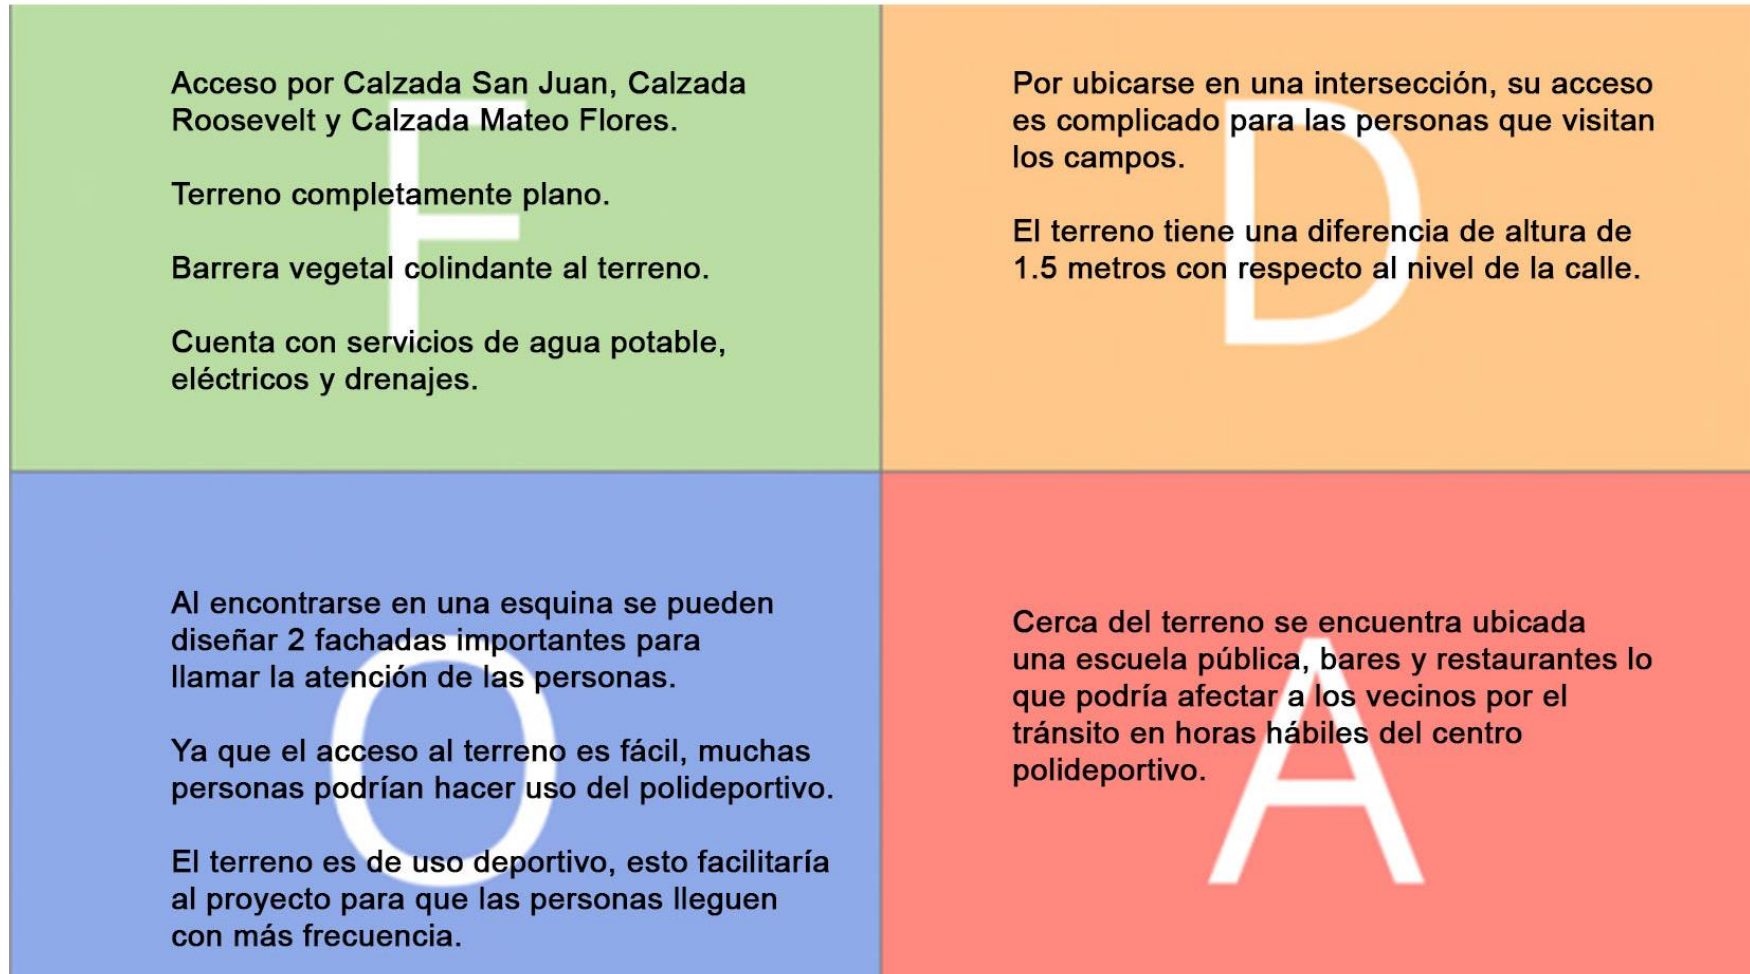 F
Acceso por Calzada San Juan, Calzada
Roosevelt y Calzada Mateo Flores.
Terreno completamente plano.
Barrera vegetal colindante al terreno.
Cuenta con servicios de agua potable,
eléctricos y drenajes.
D
Por ubicarse en una intersección, su acceso
es complicado para las personas que visitan
los campos.
El terreno tiene una diferencia de altura de
1.5 metros con respecto al nivel de la calle.
O
Al encontrarse en una esquina se pueden
diseñar 2 fachadas importantes para
llamar la atención de las personas.
Ya que el acceso al terreno es fácil, muchas
personas podrían hacer uso del polideportivo.
El terreno es de uso deportivo, esto facilitaría
al proyecto para que las personas lleguen
con más frecuencia.
A
Cerca del terreno se encuentra ubicada
una escuela pública, bares y restaurantes lo
que podría afectar a los vecinos por el
tránsito en horas hábiles del centro
polideportivo.